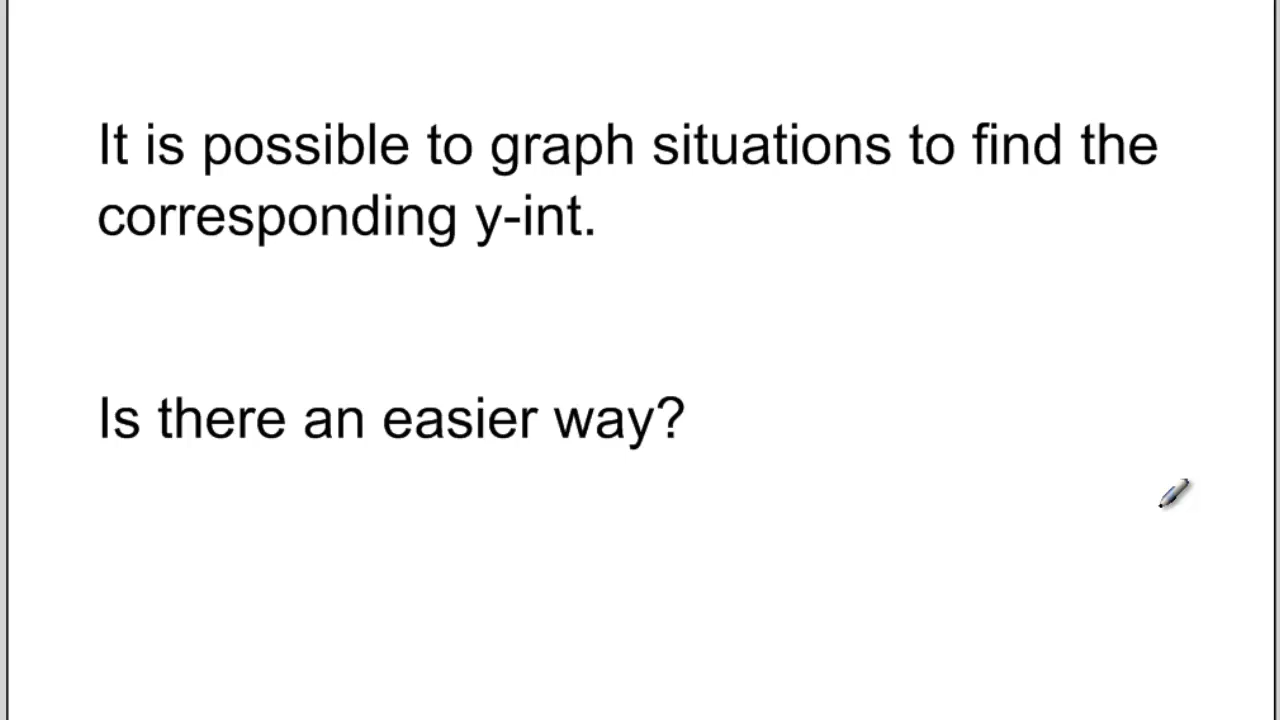 It is possible to graph situations to find the
corresponding y-int.
Is there an easier way?